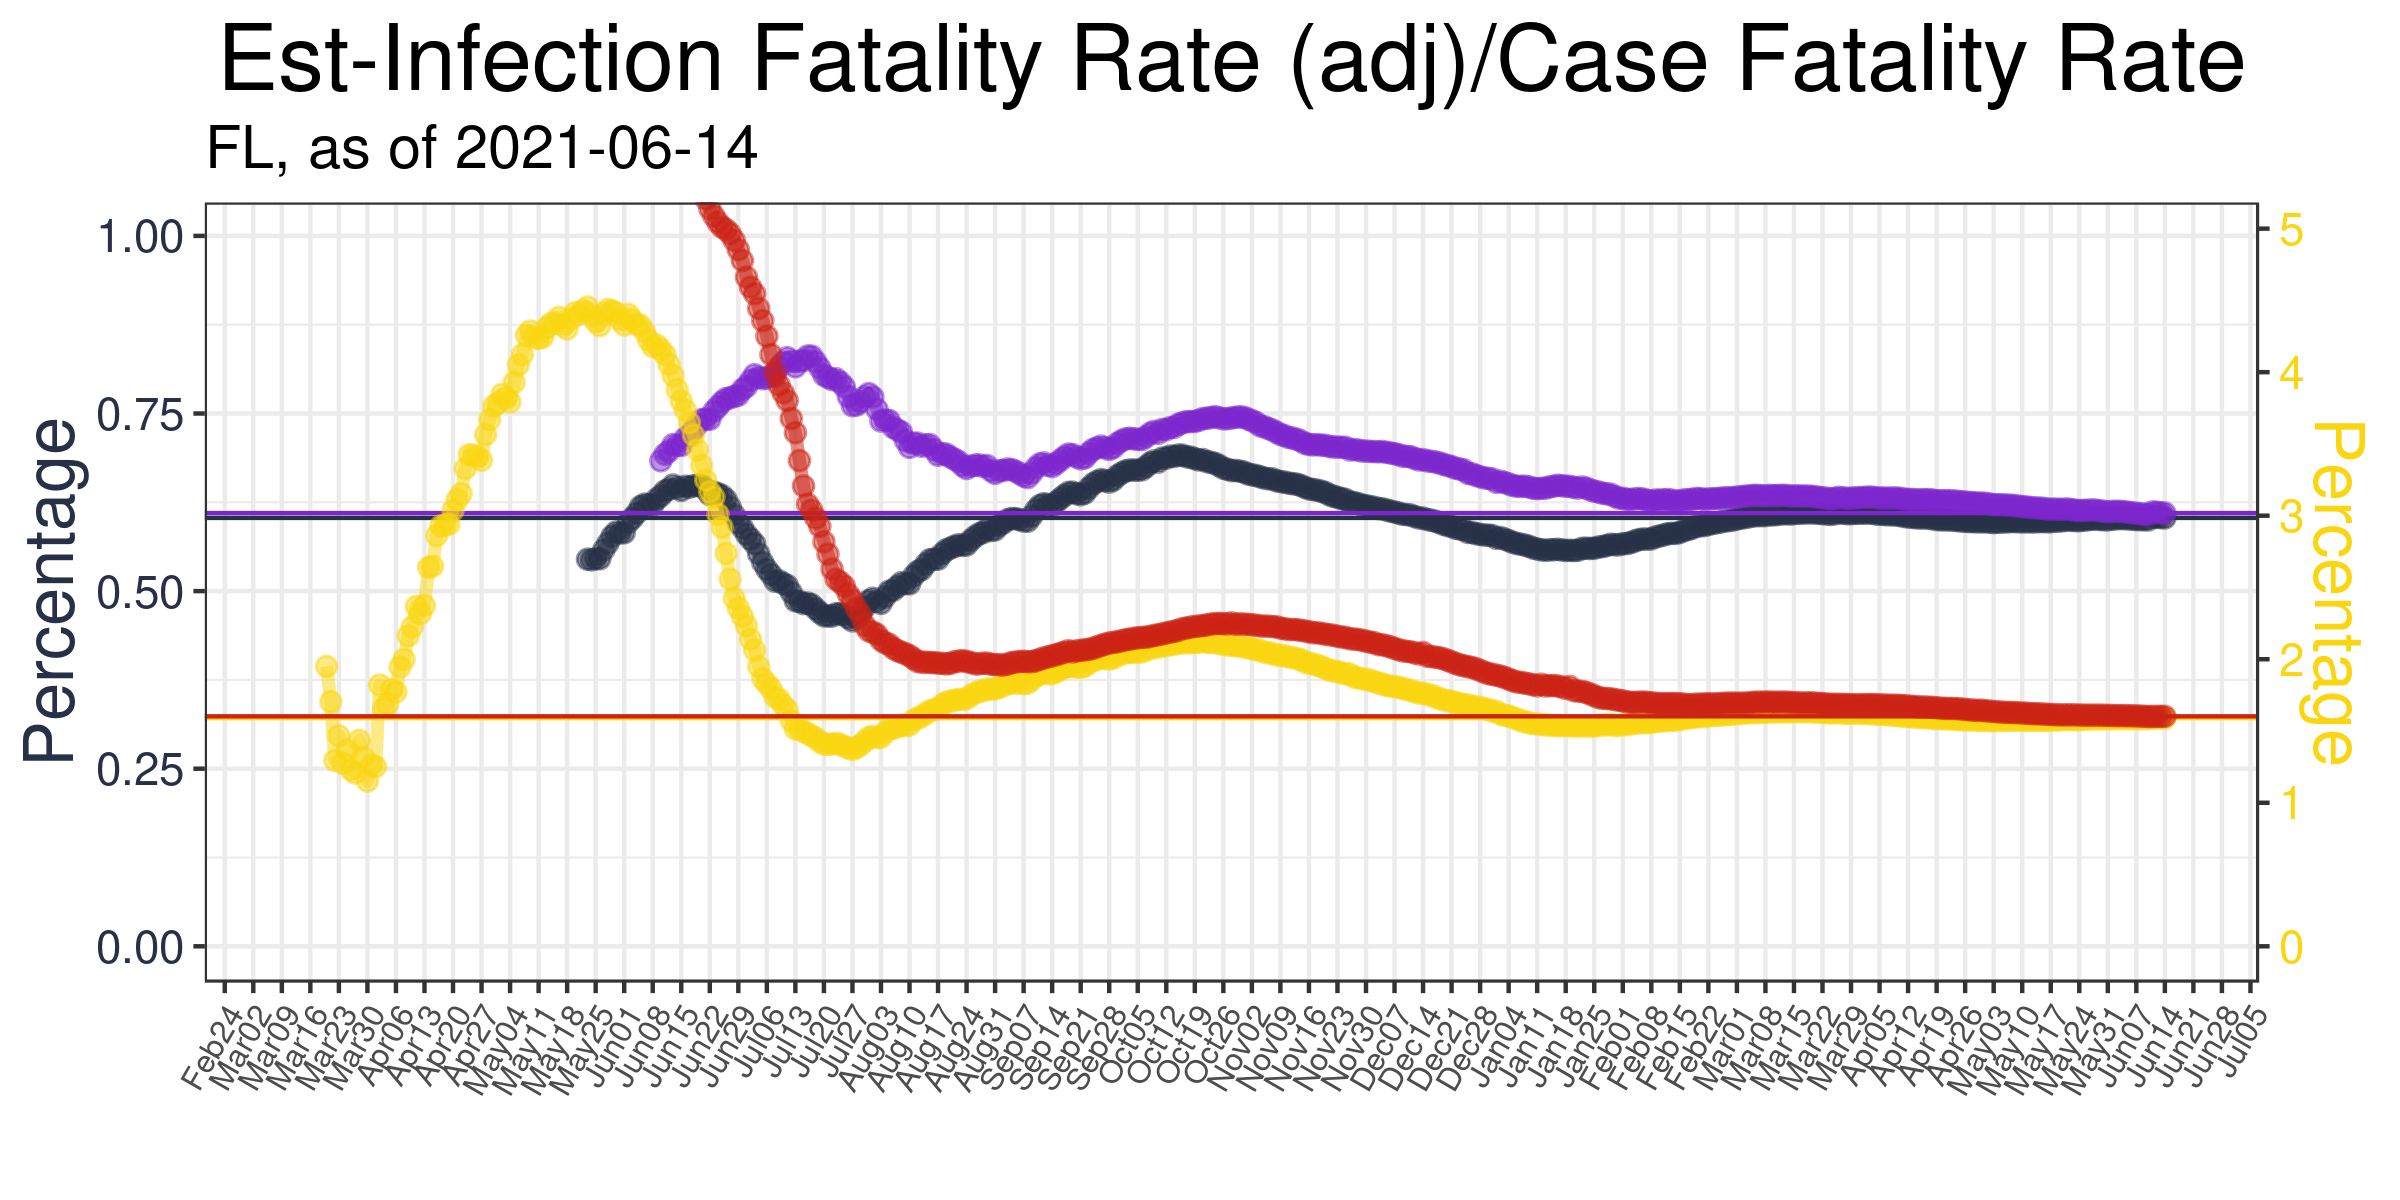 Est-Infection Fatality Rate (adj)/Case Fatality Rate
FL, as of 2021-06-14
Percentage
1.00
0.75
0.50
0.25
0.00
5
4
3
2
1
0
Percentage
Feb24
Mar02
Mar09
Mar16
Mar23
Mar30
Apr06
Apr13
Apr20
Apr27
May04
May11
May18
May25
Jun01
Jun08
Jun15
Jun22
Jun29
Jul06
Jul13
Jul20
Jul27
Aug03
Aug10
Aug17
Aug24
Aug31
Sep07
Sep14
Sep21
Sep28
Oct05
Oct12
Oct19
Oct26
Nov02
Nov09
Nov16
Nov23
Nov30
Dec07
Dec14
Dec21
Dec28
Jan04
Jan11
Jan18
Jan25
Feb01
Feb08
Feb15
Feb22
Mar01
Mar08
Mar15
Mar22
Mar29
Apr05
Apr12
Apr19
Apr26
May03
May10
May17
May24
May31
Jun07
Jun14
Jun21
Jun28
Jul05